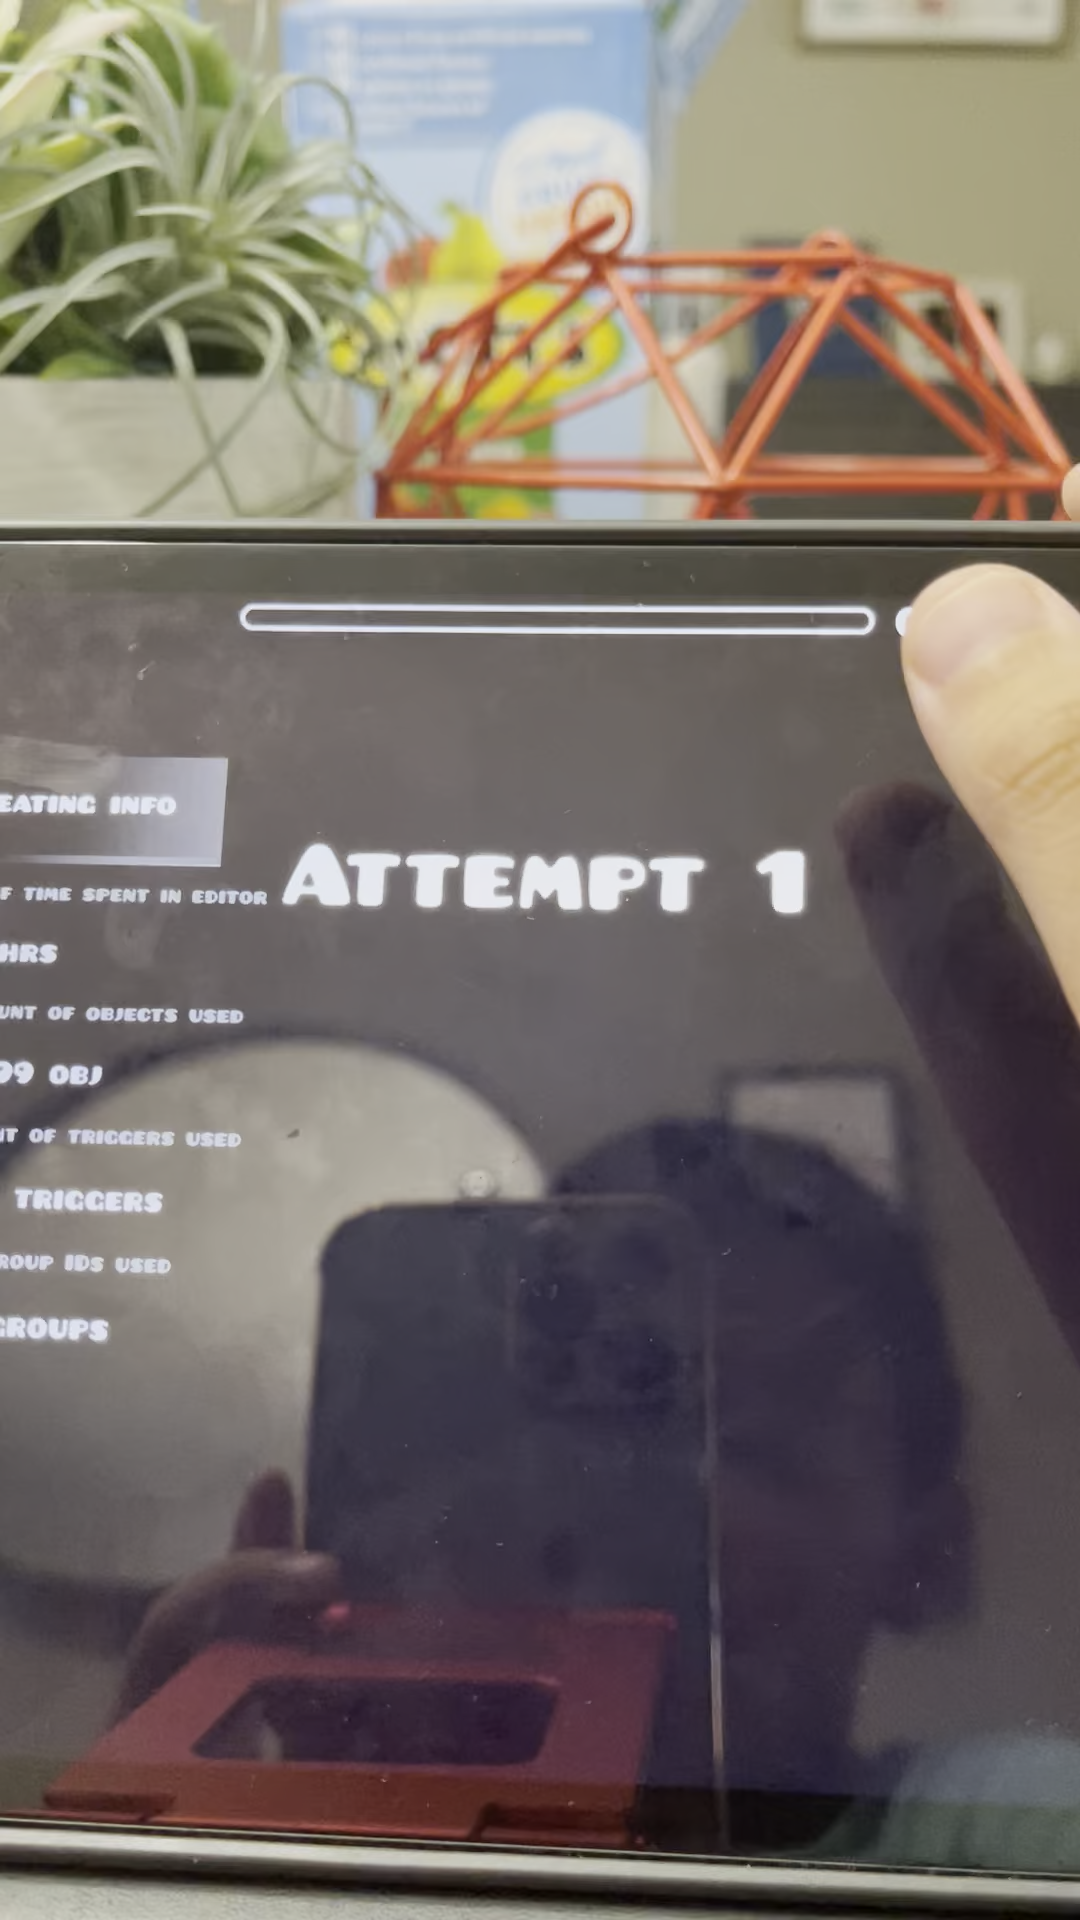 EATING INFO
ATTEMPT 1
F TIME SPENT IN EDITOR
HRS
UNT OF OBJECTS USED
99 OBJ
NT OF TRIGGERS USED
TRIGGERS
ROUP IDS USED
GROUPS